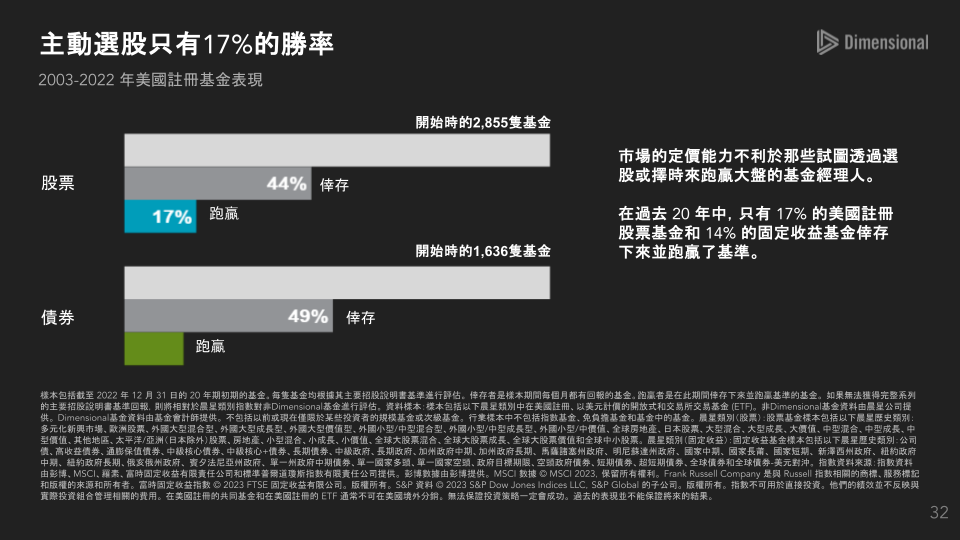 主動選股只有17%的勝率
Dimensional
2003-2022 年美國註冊基金表現
開始時的2,855隻基金
股票
44%
倖存
17%
跑贏
開始時的1,636隻基金
債券
49%
倖存
跑贏
市場的定價能力不利於那些試圖透過選
股或擇時來跑贏大盤的基金經理人。
在過去 20 年中, 只有 17% 的美國註冊
股票基金和 14% 的固定收益基金倖存
下來並跑贏了基準。
樣本包括截至 2022 年 12 月 31 日的 20 年期初期的基金。每隻基金均根據其主要招股說明書基準進行評估。倖存者是樣本期間每個月都有回報的基金。跑贏者是在此期間倖存下來並跑贏基準的基金。如果無法獲得完整系列
的主要招股說明書基準回報, 則將相對於晨星類別指數對非Dimensional基金進行評估。資料樣本:樣本包括以下晨星類別中在美國註冊、以美元計價的開放式和交易所交易基金 (ETF)。非Dimensional基金資料由晨星公司提
供。Dimensional基金資料由基金會計師提供。不包括以前或現在僅限於某些投資者的規模基金或次級基金。行業樣本中不包括指數基金、免負擔基金和基金中的基金。晨星類別(股票):股票基金樣本包括以下晨星歷史類別:
多元化新興市場、歐洲股票、外國大型混合型、外國大型成長型、外國大型價值型、外國小型/中型混合型、外國小型/中型成長型、外國小型/中價值、全球房地產、日本股票、大型混合、大型成長、大價值、中型混合、中型成長、中
型價值、其他地區、太平洋/亞洲(日本除外)股票、房地產、小型混合、小成長、小價值、全球大股票混合、全球大股票成長、全球大股票價值和全球中小股票。晨星類別(固定收益):固定收益基金樣本包括以下晨星歷史類別:公司
債、高收益債券、通膨保值債券、中級核心債券、中級核心+債券、長期債券、中級政府、長期政府、加州政府中期、加州政府長期、馬薩諸塞州政府、明尼蘇達州政府、國家中期、國家長莆、國家短期、新澤西州政府、紐約政府中
期、紐約政府長期、俄亥俄州政府、賓夕法尼亞州政府、單一州政府中期債券、單一國家多頭、單一國家空頭、政府目標期限、空頭政府債券、短期債券、超短期債券、全球債券和全球債券-美元對沖。指數資料來源:指數資料
由彭博、MSCI、羅素、富時固定收益有限責任公司和標準普爾道瓊斯指數有限責任公司提供。彭博數據由彭博提供。MSCI 數據 © MSCI 2023, 保留所有權利。Frank Russell Company 是與 Russell 指數相關的商標、服務標記
和版權的來源和所有者。富時固定收益指數 © 2023 FTSE 固定收益有限公司。版權所有。S&P 資料 © 2023 S&P Dow Jones Indices LLC, S&P Global 的子公司。版權所有。指數不可用於直接投資。他們的績效並不反映與
實際投資組合管理相關的費用。在美國註冊的共同基金和在美國註冊的 ETF 通常不可在美國境外分銷。無法保證投資策略一定會成功。過去的表現並不能保證將來的結果。
32